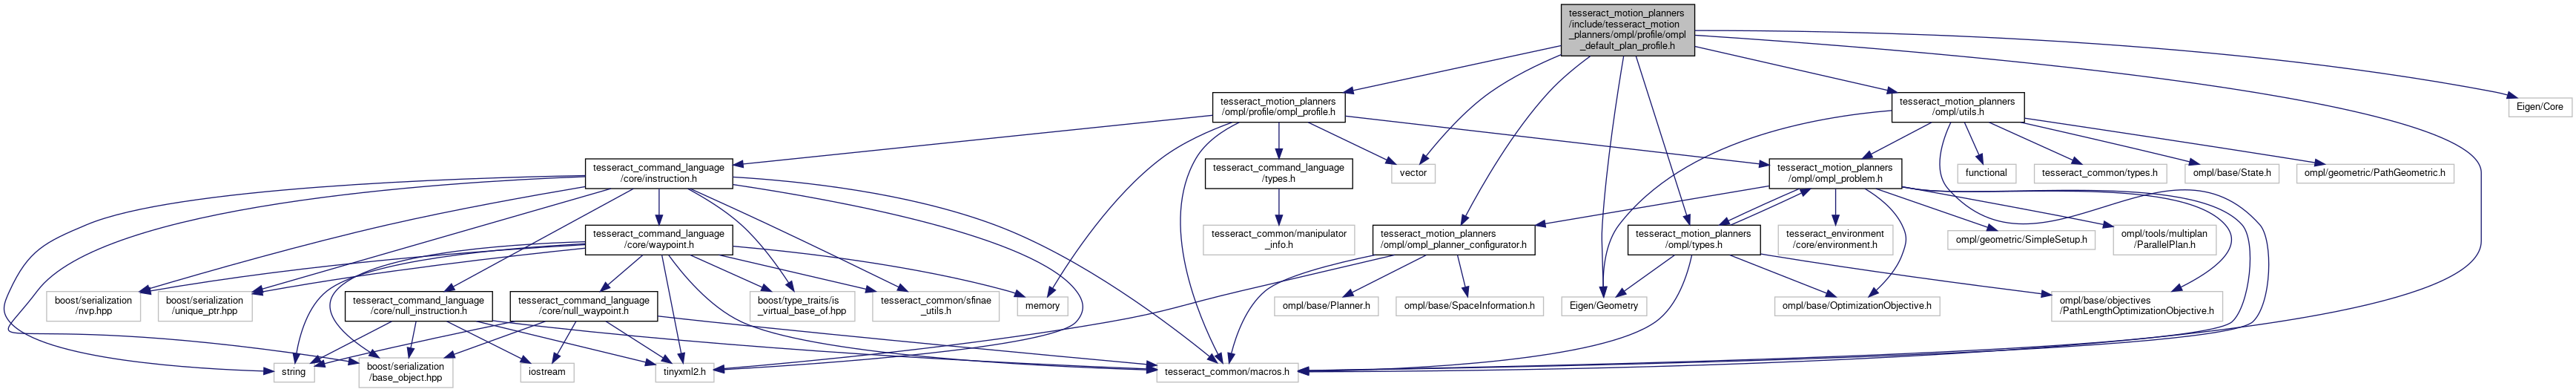 tesseract_motion_planners
/include/tesseract_motion
_planners/ompl/profile/ompl
_default_plan_profile.h
tesseract_motion_planners
/ompl/profile/ompl_profile.h
tesseract_motion_planners
/ompl/utils.h
Eigen/Core
tesseract_command_language
/core/instruction.h
tesseract_command_language
/types.h
vector
tesseract_motion_planners
/ompl/ompl_problem.h
functional
tesseract_common/types.h
ompl/base/State.h
ompl/geometric/PathGeometric.h
tesseract_command_language
/core/waypoint.h
tesseract_common/manipulator
_info.h
tesseract_motion_planners
/ompl/ompl_planner_configurator.h
tesseract_motion_planners
/ompl/types.h
tesseract_environment
/core/environment.h
ompl/geometric/SimpleSetup.h
ompl/tools/multiplan
/ParallelPlan.h
boost/serialization
/nvp.hpp
boost/serialization
/unique_ptr.hpp
tesseract_command_language
/core/null_instruction.h
tesseract_command_language
/core/null_waypoint.h
boost/type_traits/is
_virtual_base_of.hpp
tesseract_common/sfinae
_utils.h
memory
ompl/base/Planner.h
ompl/base/SpaceInformation.h
Eigen/Geometry
ompl/base/OptimizationObjective.h
ompl/base/objectives
/PathLengthOptimizationObjective.h
string
boost/serialization
/base_object.hpp
iostream
tinyxml2.h
tesseract_common/macros.h